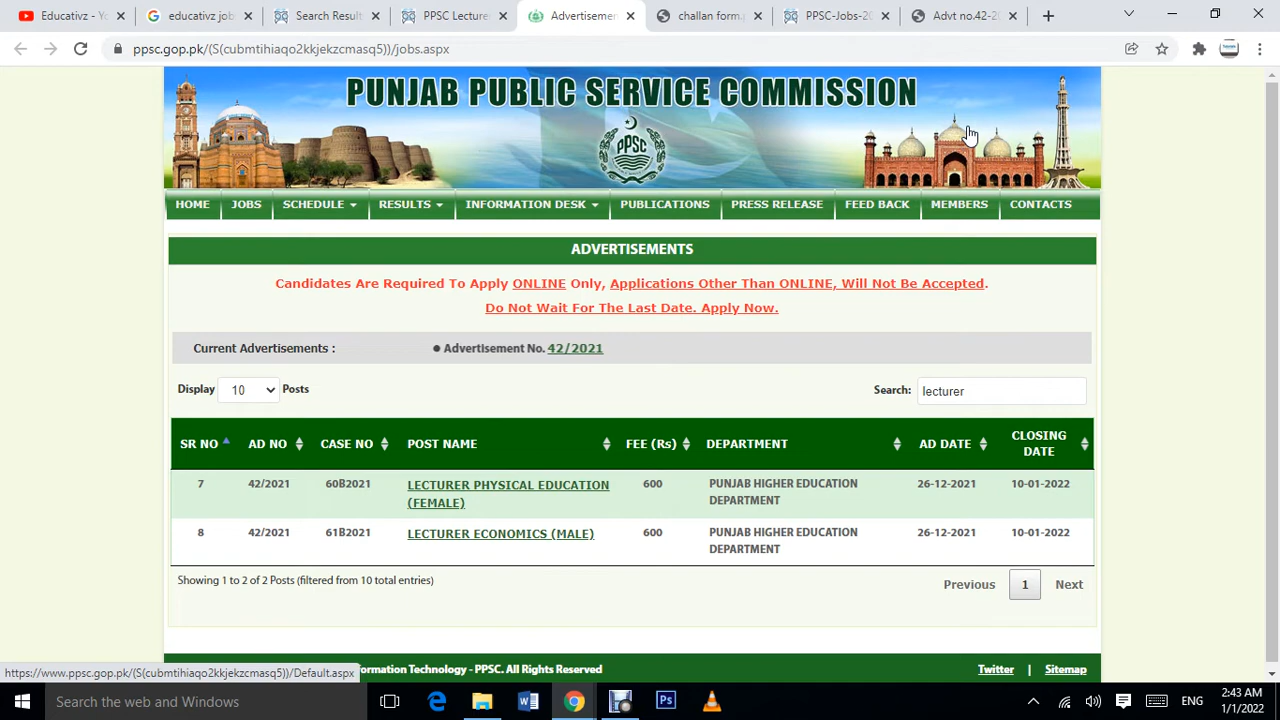 Educativz - Yo
educativz job
Search Result
PPSC Lecture
Advertisemen
challan form.p
PPSC-Jobs-20
Advt no.42-20
ppsc.gop.pk/(S(cubmtihiaqo2kkjekzcmasq5))/jobs.aspx
PUNJAB PUBLIC SERVICE COMMISSION
PPSC
HOME JOBS SCHEDULE RESULTS INFORMATION DESK PUBLICATIONS PRESS RELEASE FEED BACK MEMBERS CONTACTS
ADVERTISEMENTS
Candidates Are Required To Apply ONLINE Only, Applications Other Than ONLINE, Will Not Be Accepted.
Do Not Wait For The Last Date. Apply Now.
Current Advertisements : ● Advertisement No. 42/2021
Display 10 Posts Search: lecturer
SR NO AD NO CASE NO POST NAME FEE (Rs) DEPARTMENT AD DATE CLOSING DATE
7 42/2021 60B2021 LECTURER PHYSICAL EDUCATION (FEMALE) 600 PUNJAB HIGHER EDUCATION DEPARTMENT 26-12-2021 10-01-2022
8 42/2021 61B2021 LECTURER ECONOMICS (MALE) 600 PUNJAB HIGHER EDUCATION DEPARTMENT 26-12-2021 10-01-2022
Showing 1 to 2 of 2 Posts (filtered from 10 total entries) Previous 1 Next
https://www.ppsc.gop.pk/(S(cubmtihiaqo2kkjekzcmasq5))/Default.aspx
ormation Technology - PPSC. All Rights Reserved Twitter | Sitemap
Search the web and Windows
ENG
2:43 AM
1/1/2022